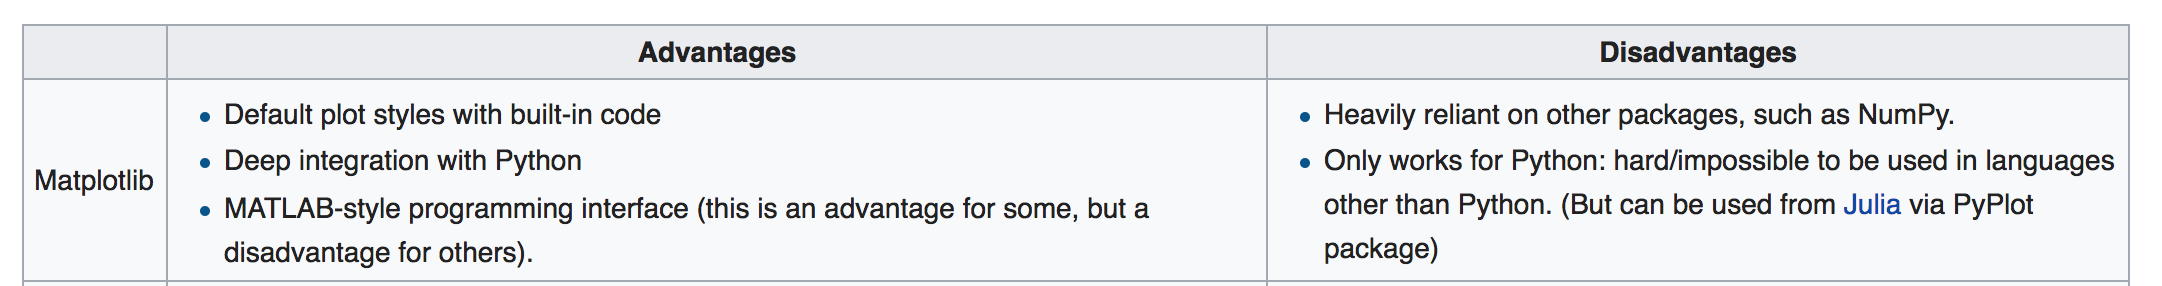 Advantages
Disadvantages
Matplotlib
• Default plot styles with built-in code
• Deep integration with Python
• MATLAB-style programming interface (this is an advantage for some, but a
disadvantage for others).
• Heavily reliant on other packages, such as NumPy.
• Only works for Python: hard/impossible to be used in languages
other than Python. (But can be used from Julia via PyPlot
package)